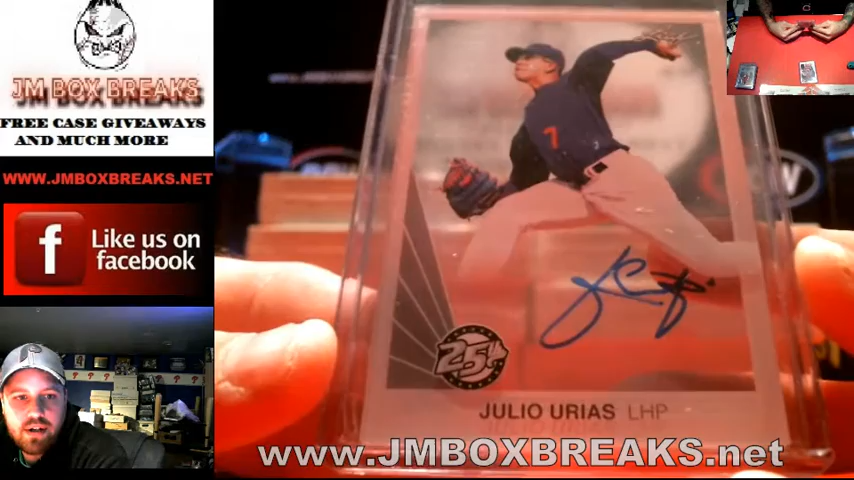 JM BOX BREAKS
FREE CASE GIVEAWAYS
AND MUCH MORE
WWW.JMBOXBREAKS.NET
f
Like us on
facebook
7
25th
JULIO URIAS LHP
www.JMBOXBREAKS.net